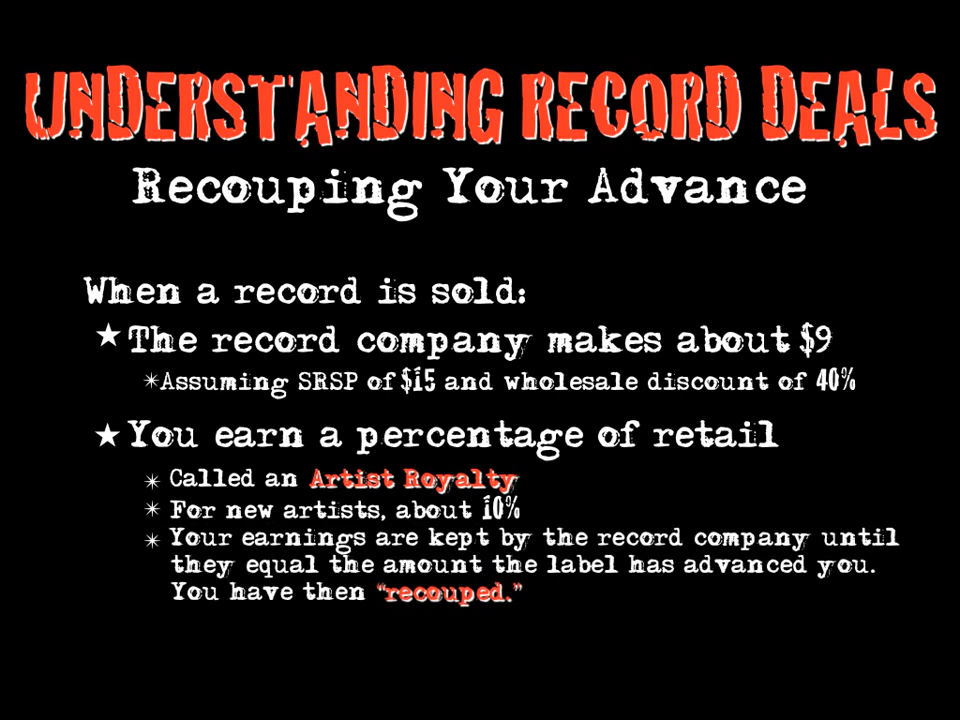 UNDERSTANDING RECORD DEALS
Recouping Your Advance
When a record is sold:
★ The record company makes about $9
✴Assuming SRSP of $15 and wholesale discount of 40%
★ You earn a percentage of retail
✴ Called an Artist Royalty
✴ For new artists, about 10%
✴ Your earnings are kept by the record company until
they equal the amount the label has advanced you.
You have then “recouped.”